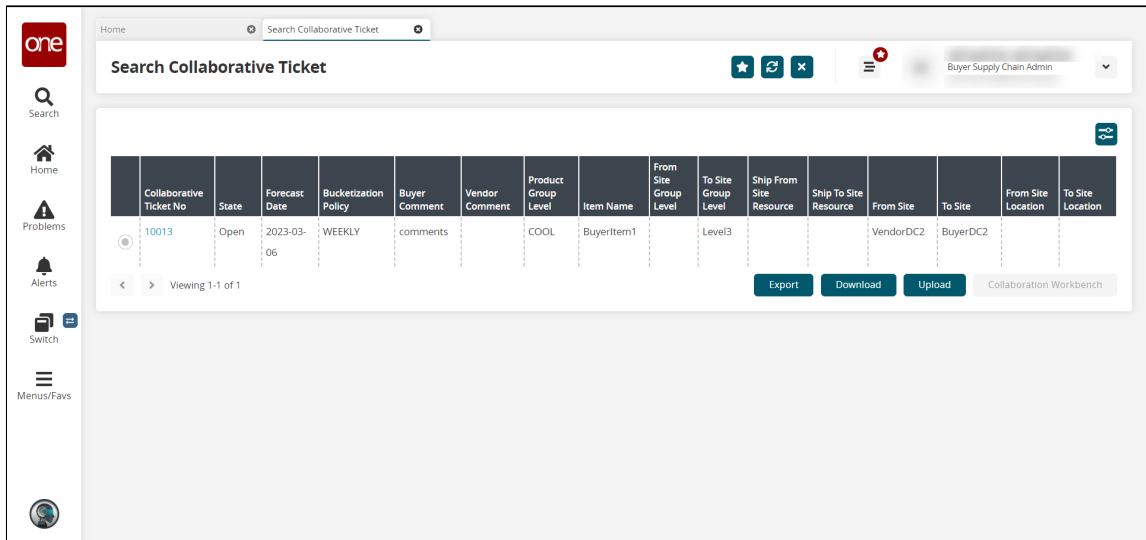 one
Home
Search Collaborative Ticket
Search Collaborative Ticket
Buyer Supply Chain Admin
Search
Home
Problems
Alerts
Switch
Menus/Favs
Collaborative Ticket No
State
Forecast Date
Bucketization Policy
Buyer Comment
Vendor Comment
Product Group Level
Item Name
From Site Group Level
To Site Group Level
Ship From Site Resource
Ship To Site Resource
From Site
To Site
From Site Location
To Site Location
10013
Open
2023-03-06
WEEKLY
comments
COOL
BuyerItem1
Level3
VendorDC2
BuyerDC2
Viewing 1-1 of 1
Export
Download
Upload
Collaboration Workbench